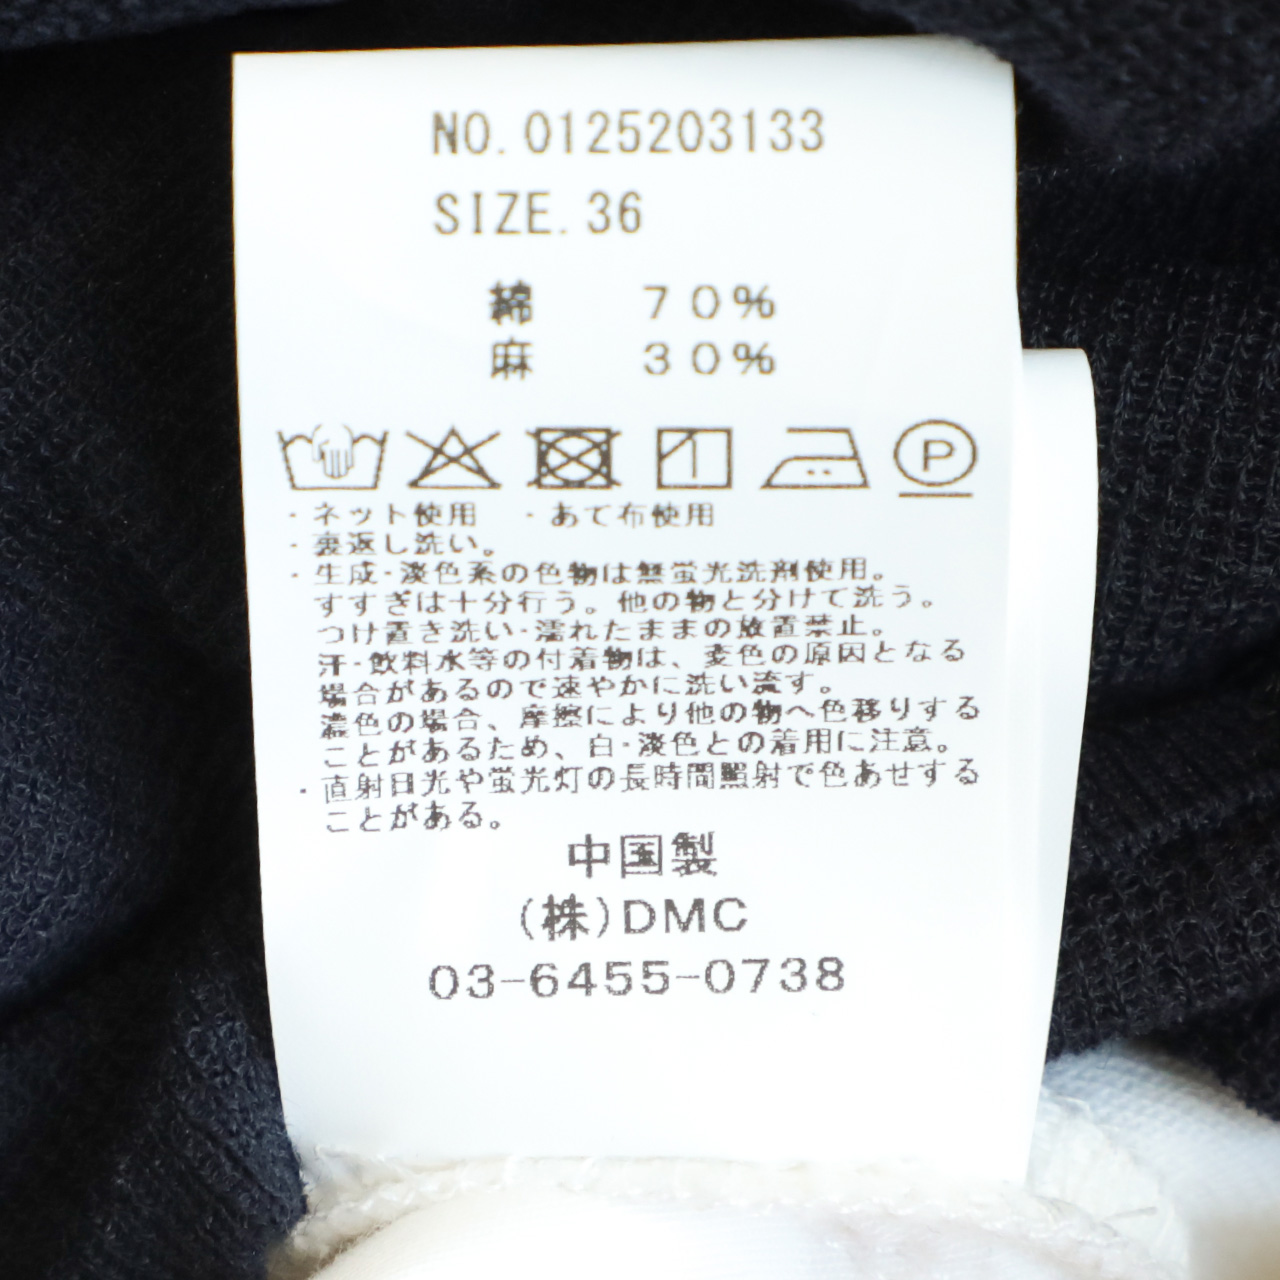 NO.0125203133
SIZE.36
綿 70%
麻 30%
P
・ネット使用 ・あて布使用
・裏返し洗い。
・生成・淡色系の色物は無蛍光洗剤使用。
すすぎは十分行う。他の物と分けて洗う。
つけ置き洗い・濡れたままの放置禁止。
汗・飲料水等の付着物は、変色の原因となる
場合があるので速やかに洗い流す。
濃色の場合、摩擦により他の物へ色移りする
ことがあるため、白・淡色との着用に注意。
・直射日光や蛍光灯の長時間照射で色あせする
ことがある。
中国製
(株)DMC
03-6455-0738